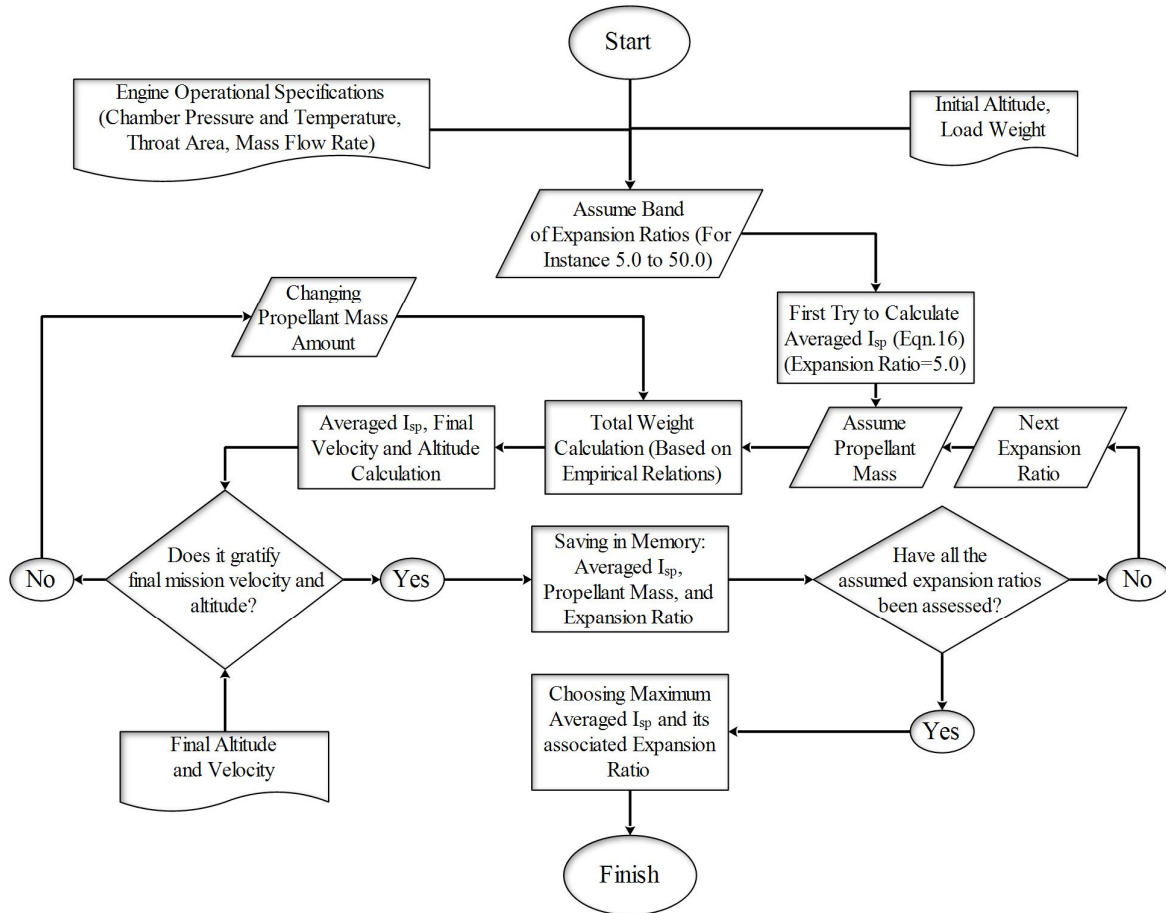 Start
Engine Operational Specifications
(Chamber Pressure and Temperature,
Throat Area, Mass Flow Rate)
Initial Altitude,
Load Weight
Assume Band
of Expansion Ratios (For
Instance 5.0 to 50.0)
Changing
Propellant Mass
Amount
First Try to Calculate
Averaged Isp (Eqn.16)
(Expansion Ratio=5.0)
Averaged Isp, Final
Velocity and Altitude
Calculation
Total Weight
Calculation (Based on
Empirical Relations)
Assume
Propellant
Mass
Next
Expansion
Ratio
No
Does it gratify
final mission velocity and
altitude?
Yes
Saving in Memory:
Averaged Isp,
Propellant Mass, and
Expansion Ratio
Have all the
assumed expansion ratios
been assessed?
No
Final Altitude
and Velocity
Choosing Maximum
Averaged Isp and its
associated Expansion
Ratio
Yes
Finish